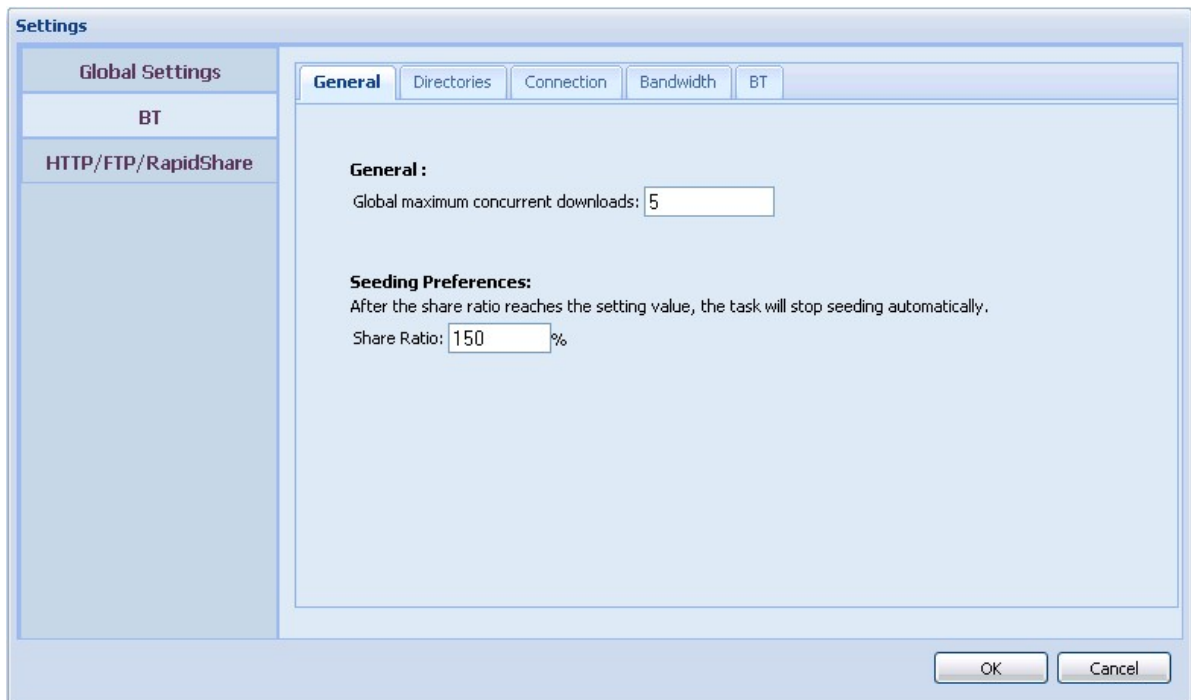 Settings
Global Settings
BT
HTTP/FTP/RapidShare
General Directories Connection Bandwidth BT
General :
Global maximum concurrent downloads: 5
Seeding Preferences:
After the share ratio reaches the setting value, the task will stop seeding automatically.
Share Ratio: 150 %
OK Cancel